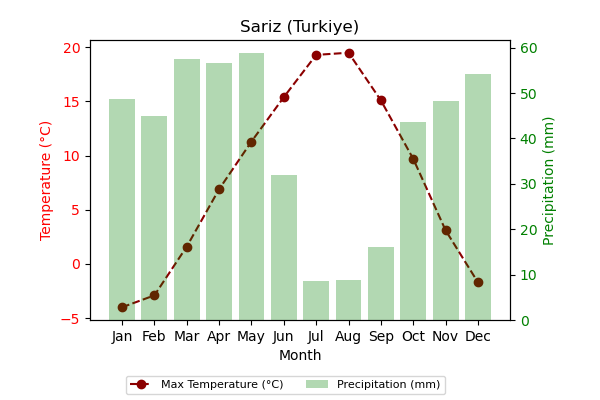 Sariz (Turkiye)
20
15
10
5
0
−5
Temperature (°C)
60
50
40
30
20
10
0
Precipitation (mm)
Jan Feb Mar Apr May Jun Jul Aug Sep Oct Nov Dec
Month
Max Temperature (°C) Precipitation (mm)